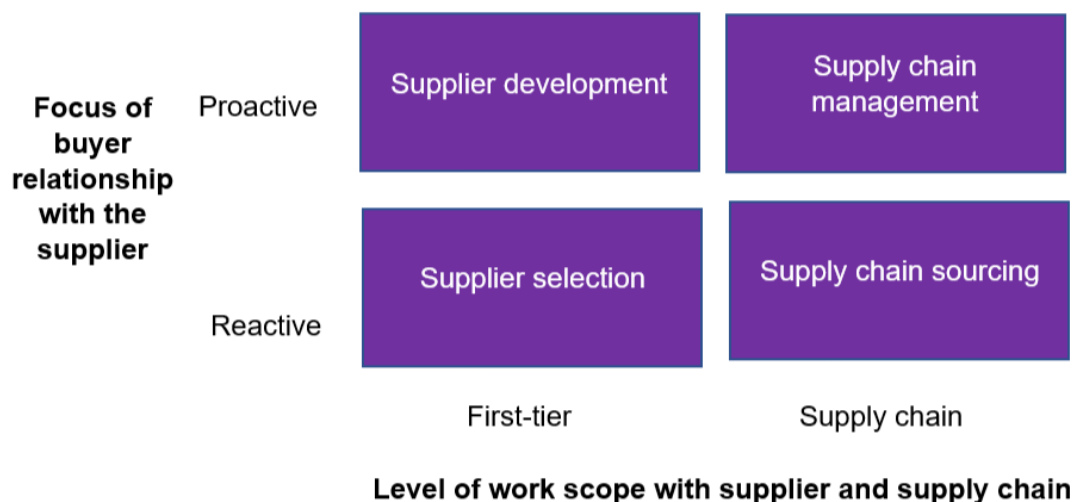 Focus of
buyer
relationship
with the
supplier
Proactive
Reactive
Supplier development
Supply chain
management
Supplier selection
Supply chain sourcing
First-tier
Supply chain
Level of work scope with supplier and supply chain